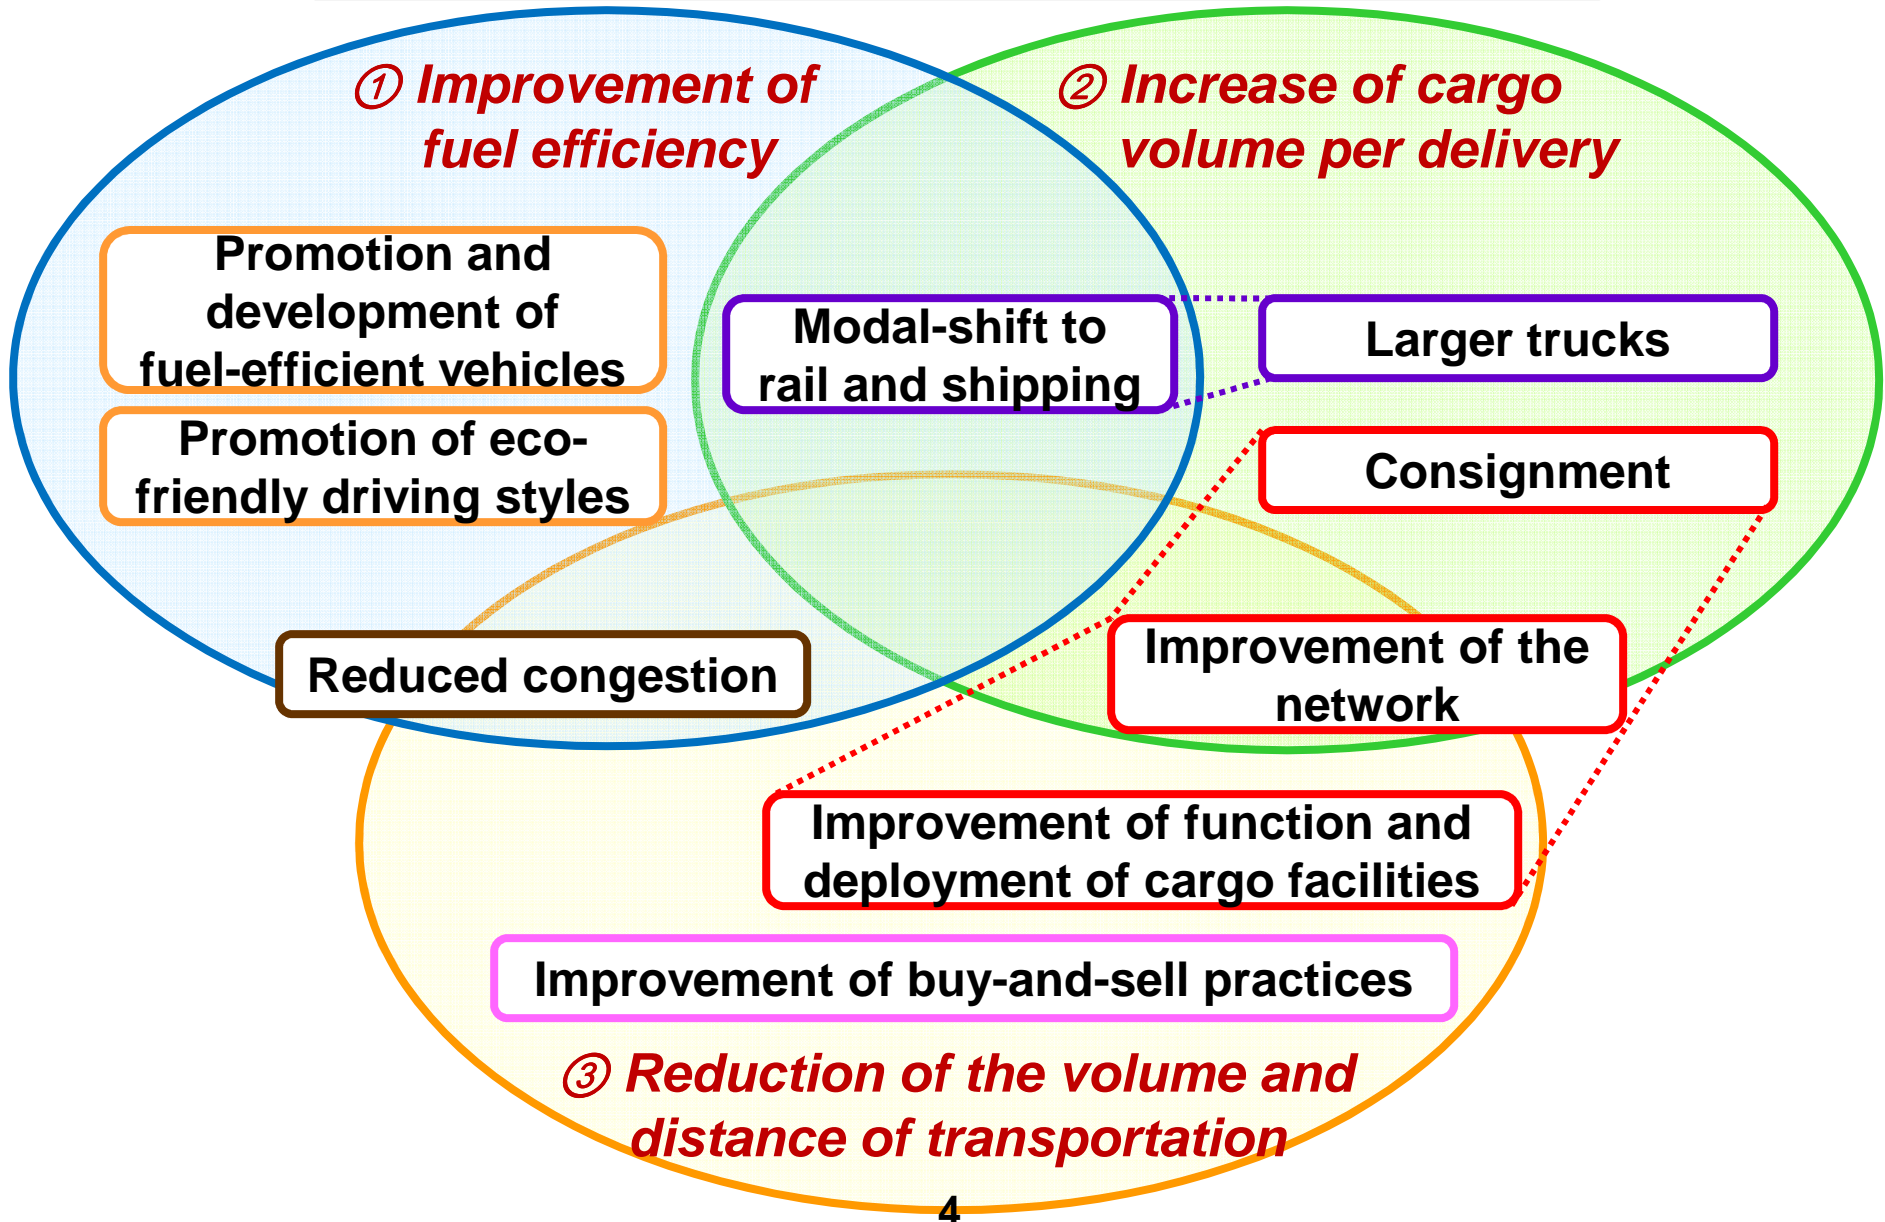 ① Improvement of
fuel efficiency
② Increase of cargo
volume per delivery
Promotion and
development of
fuel-efficient vehicles
Promotion of eco-
friendly driving styles
Modal-shift to
rail and shipping
Larger trucks
Consignment
Reduced congestion
Improvement of the
network
Improvement of function and
deployment of cargo facilities
Improvement of buy-and-sell practices
③ Reduction of the volume and
distance of transportation
4